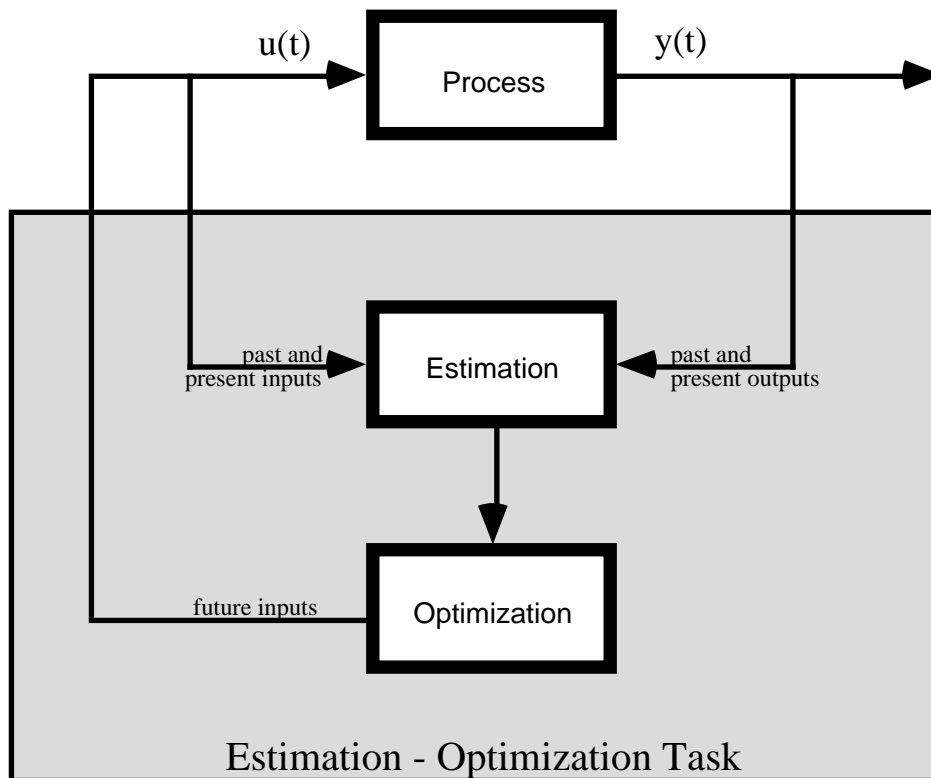 u(t)
y(t)
Process
past and
present inputs
Estimation
past and
present outputs
future inputs
Optimization
Estimation - Optimization Task